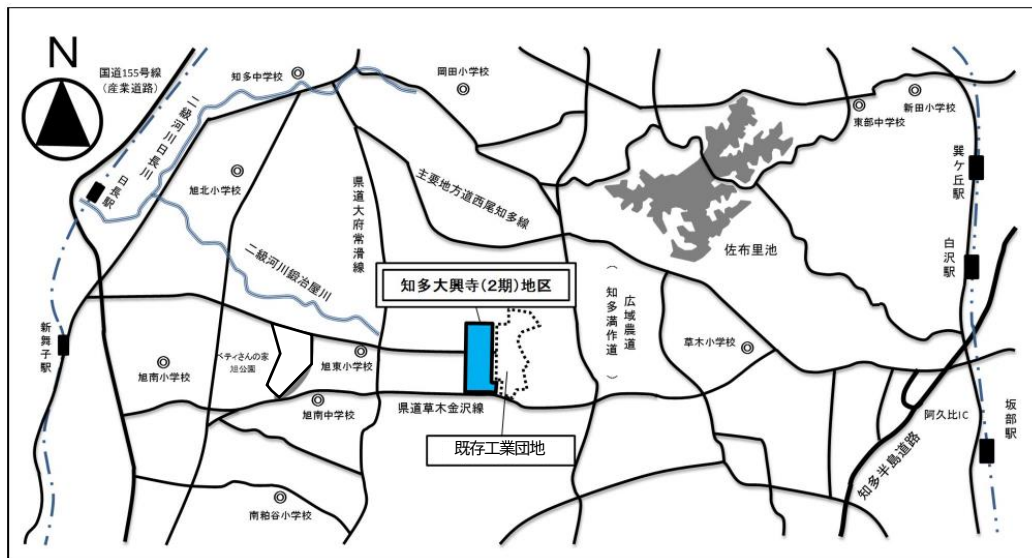 N
国道155号線
（産業道路）
知多中学校
岡田小学校
新田小学校
東部中学校
二級河川日長川
日長駅
旭北小学校
県道大府常滑線
主要地方道西尾知多線
巽ケ丘駅
佐布里池
白沢駅
二級河川鍛冶屋川
知多大興寺(2期)地区
広域農道
（知多満作道）
新舞子駅
旭南小学校
ペティさんの家
旭公園
旭東小学校
草木小学校
旭南中学校
県道草木金沢線
阿久比IC
坂部駅
既存工業団地
知多半島道路
南粕谷小学校